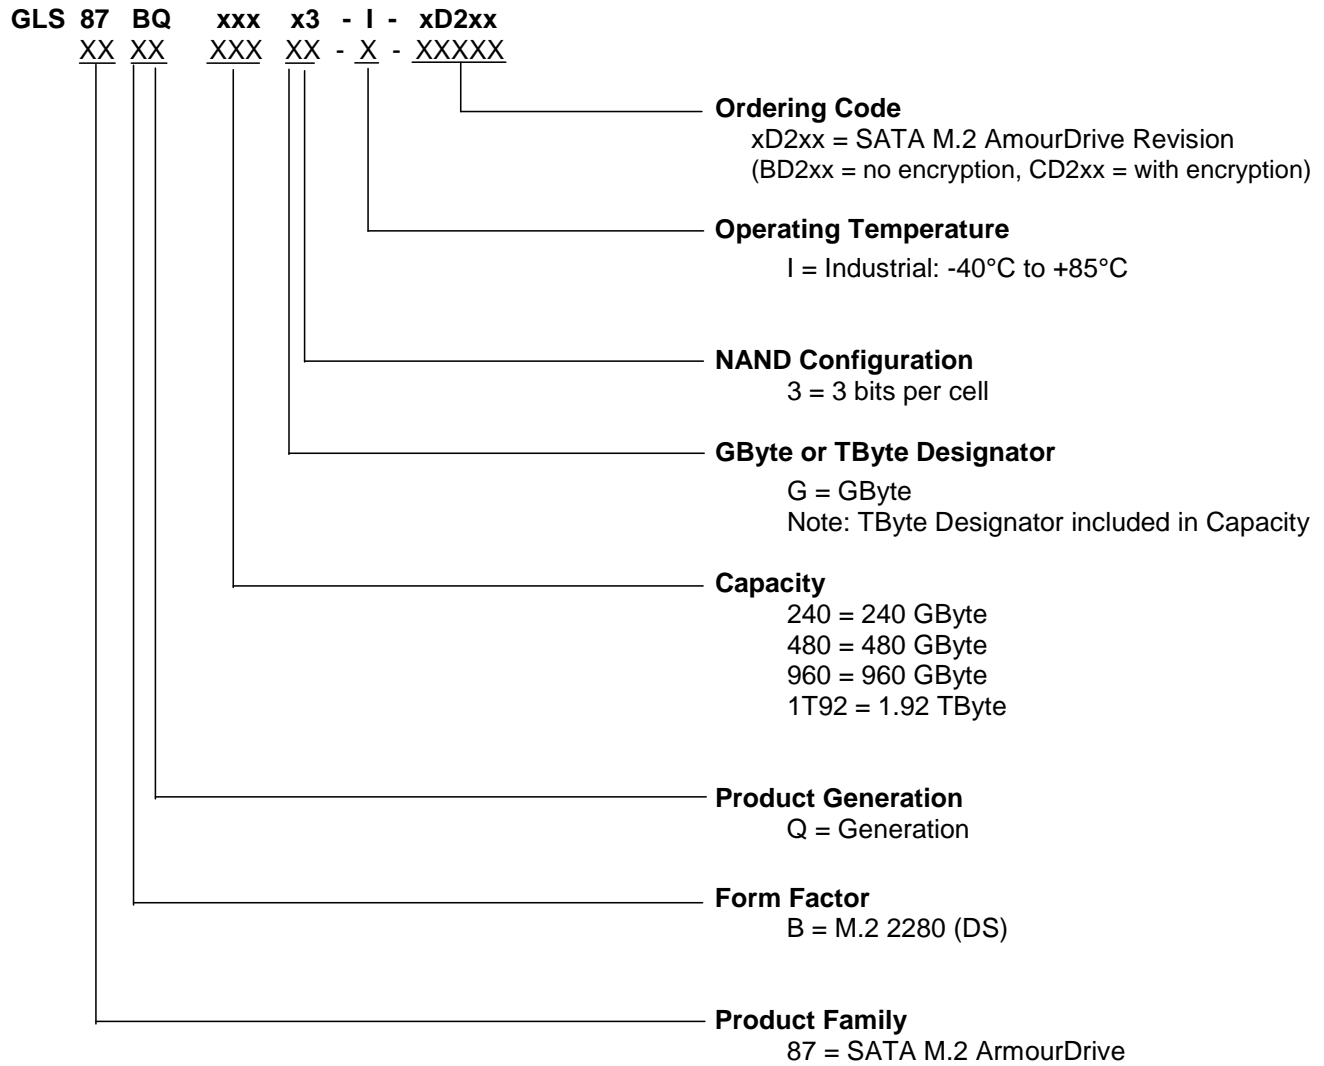 GLS 87 BQ xxx x3 - I - xD2xx
XX XX XXX XX - X - XXXXX
Ordering Code
xD2xx = SATA M.2 AmourDrive Revision
(BD2xx = no encryption, CD2xx = with encryption)
Operating Temperature
I = Industrial: -40°C to +85°C
NAND Configuration
3 = 3 bits per cell
GByte or TByte Designator
G = GByte
Note: TByte Designator included in Capacity
Capacity
240 = 240 GByte
480 = 480 GByte
960 = 960 GByte
1T92 = 1.92 TByte
Product Generation
Q = Generation
Form Factor
B = M.2 2280 (DS)
Product Family
87 = SATA M.2 ArmourDrive